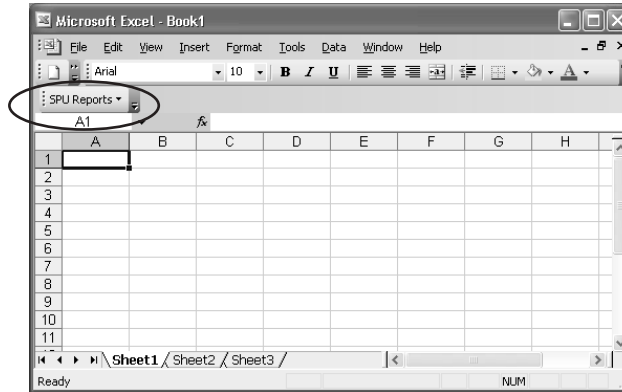 Microsoft Excel - Book1
File Edit View Insert Format Tools Data Window Help
Arial 10 B I U A
SPU Reports
A1 fx
A B C D E F G H
1
2
3
4
5
6
7
8
9
10
11
Sheet1 Sheet2 Sheet3
Ready NUM